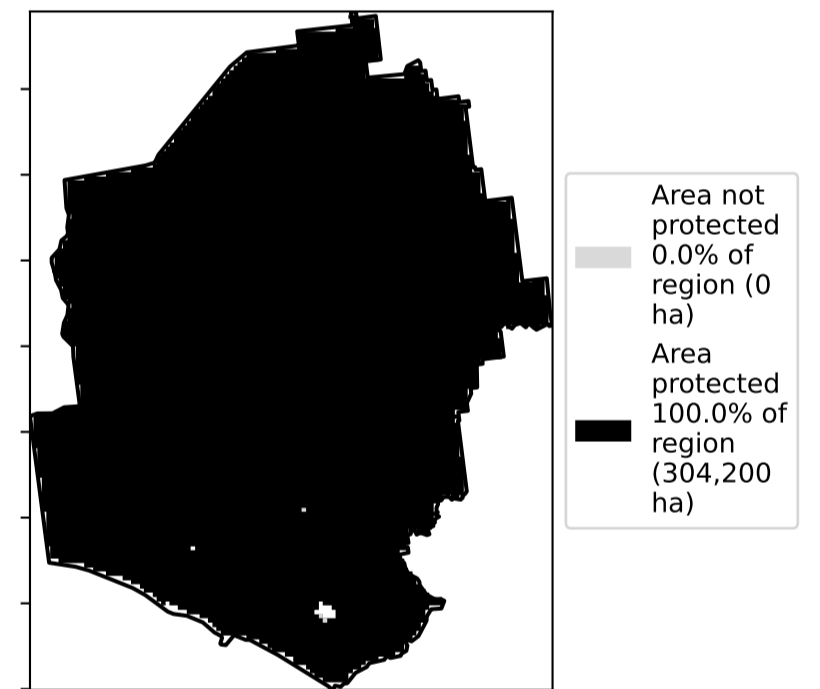 Area not
protected
0.0% of
region (0
ha)
Area
protected
100.0% of
region
(304,200
ha)